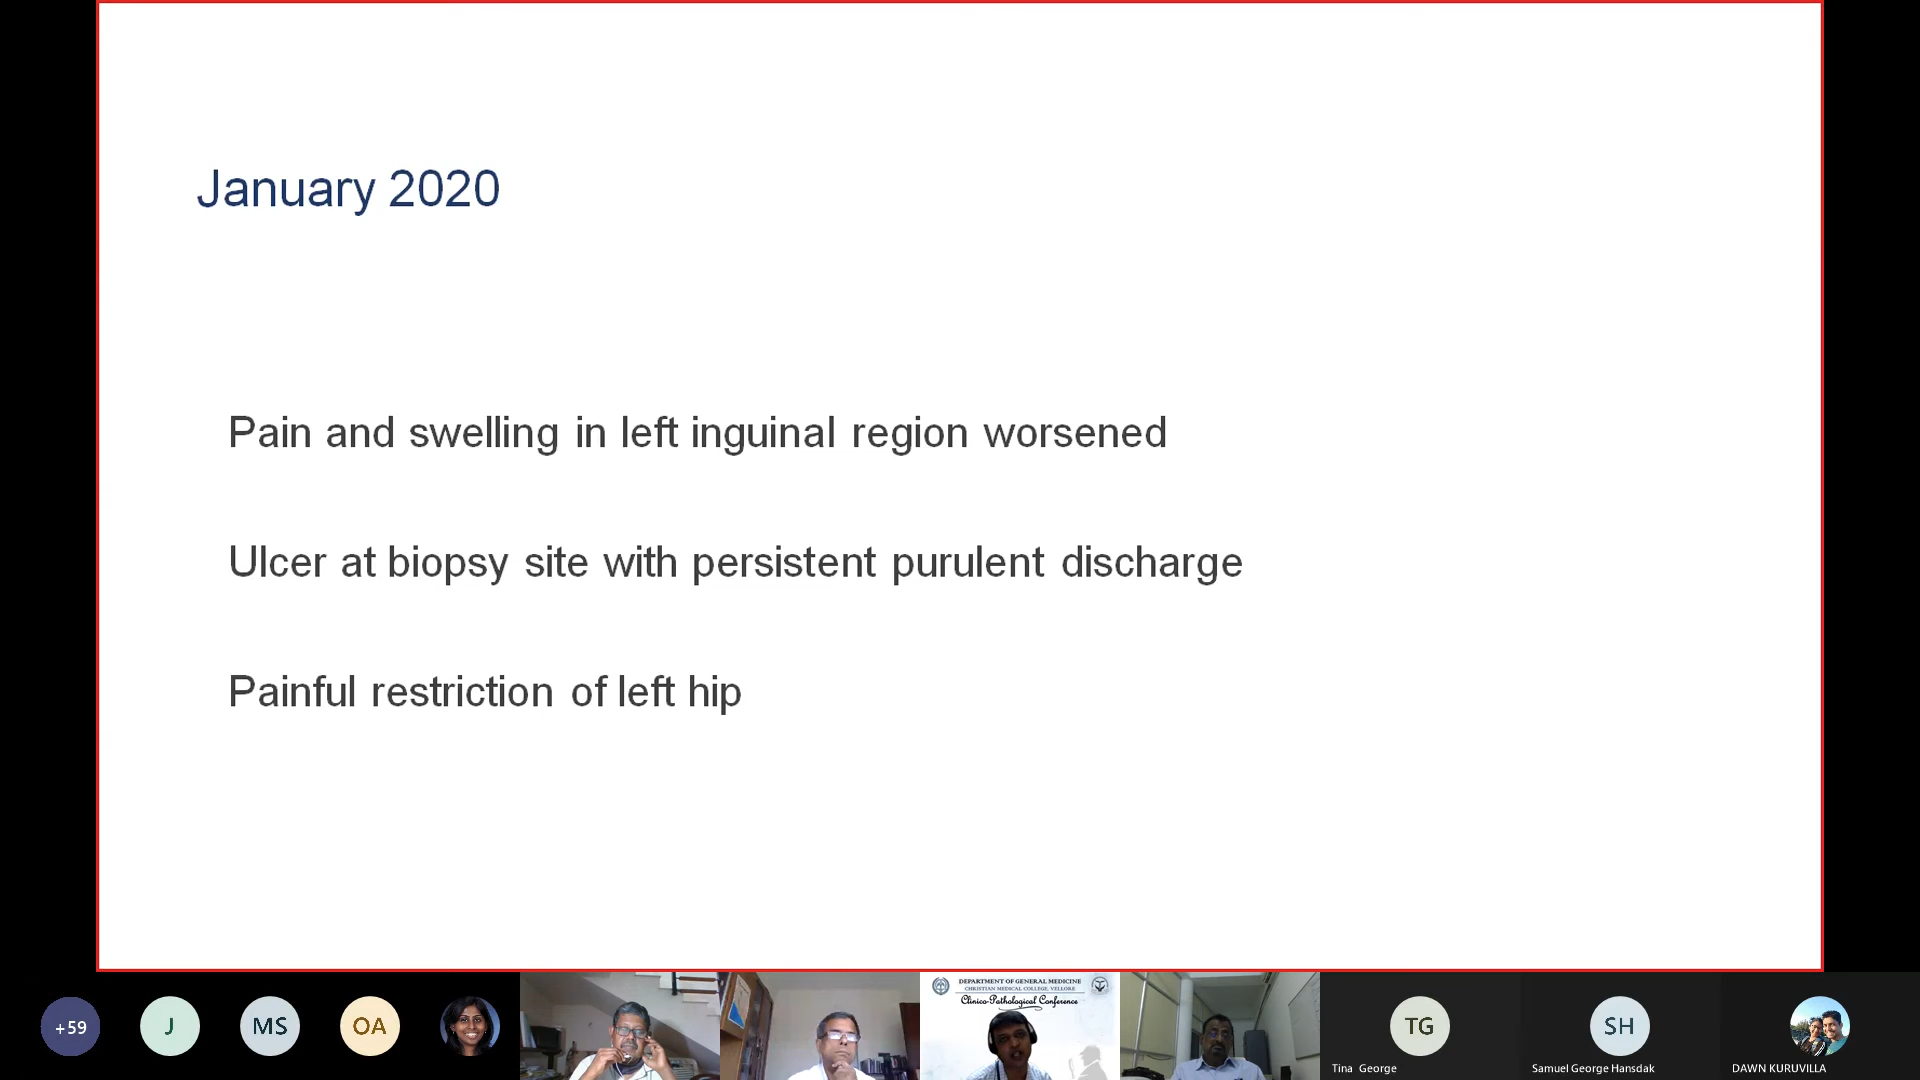 January 2020
Pain and swelling in left inguinal region worsened
Ulcer at biopsy site with persistent purulent discharge
Painful restriction of left hip
+59
J
MS
OA
DEPARTMENT OF GENERAL MEDICINE
CHRISTIAN MEDICAL COLLEGE, VELLORE
Clinico-Pathological Conference
TG
Tina George
SH
Samuel George Hansdak
DAWN KURUVILLA